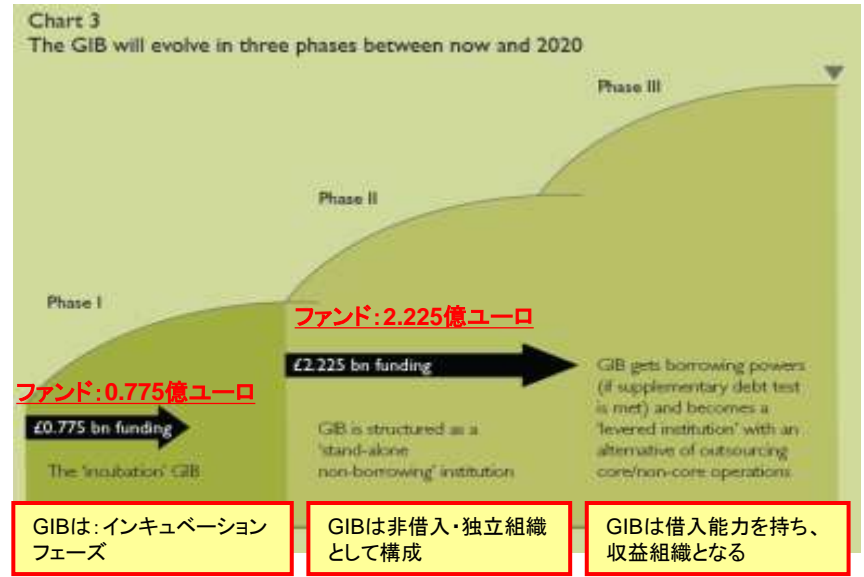 Chart 3
The GIB will evolve in three phases between now and 2020
Phase III
Phase II
Phase I
ファンド：2.225億ユーロ
£2.225 bn funding
GIB gets borrowing powers
(if supplementary debt test
is met) and becomes a
'levered institution' with an
alternative of outsourcing
core/non-core operations
ファンド：0.775億ユーロ
£0.775 bn funding
GIB is structured as a
'stand-alone
non-borrowing' institution
The 'incubation' GIB
GIBは：インキュベーション
フェーズ
GIBは非借入・独立組織
として構成
GIBは借入能力を持ち、
収益組織となる